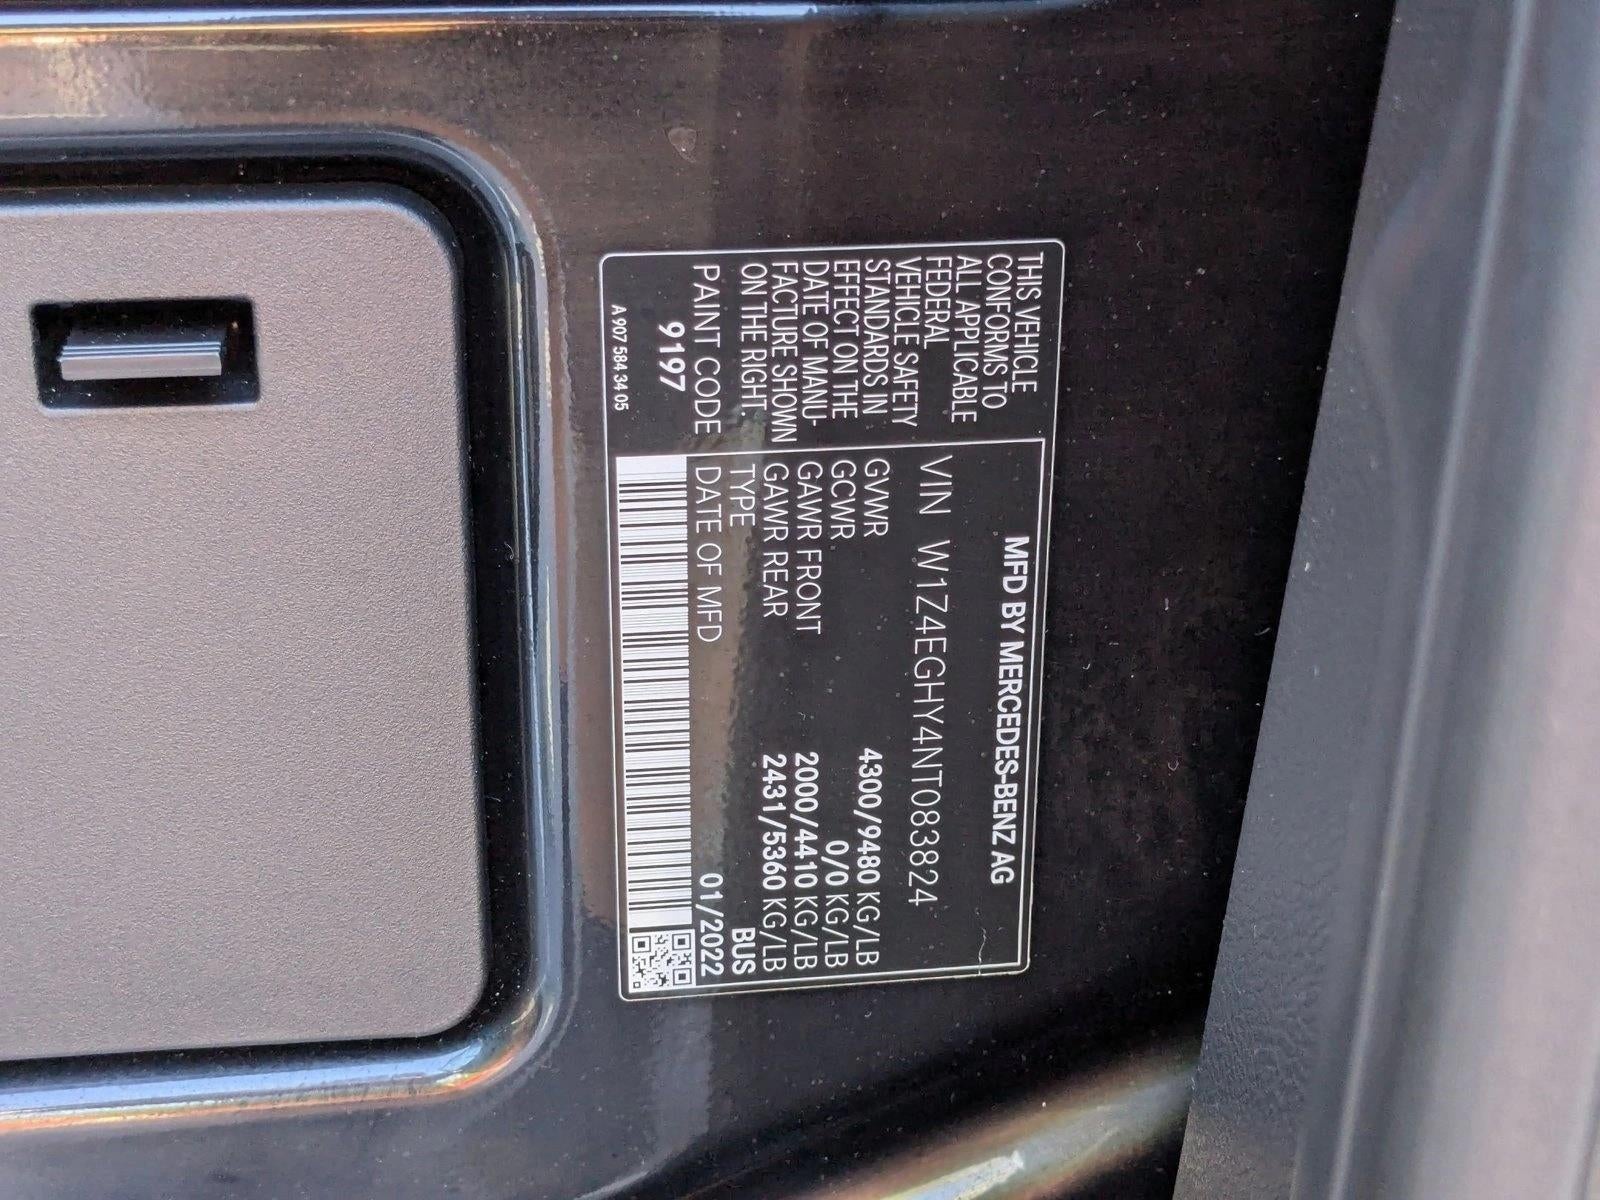 MFD BY MERCEDES-BENZ AG
THIS VEHICLE
CONFORMS TO
ALL APPLICABLE
FEDERAL
VEHICLE SAFETY
STANDARDS IN
EFFECT ON THE
DATE OF MANU-
FACTURE SHOWN
ON THE RIGHT.
PAINT CODE
9197
A 907 584 34 05
VIN W1Z4EGHY4NT083824
GVWR 4300/9480 KG/LB
GCWR 0/0 KG/LB
GAWR FRONT 2000/4410 KG/LB
GAWR REAR 2431/5360 KG/LB
TYPE BUS
DATE OF MFD 01/2022